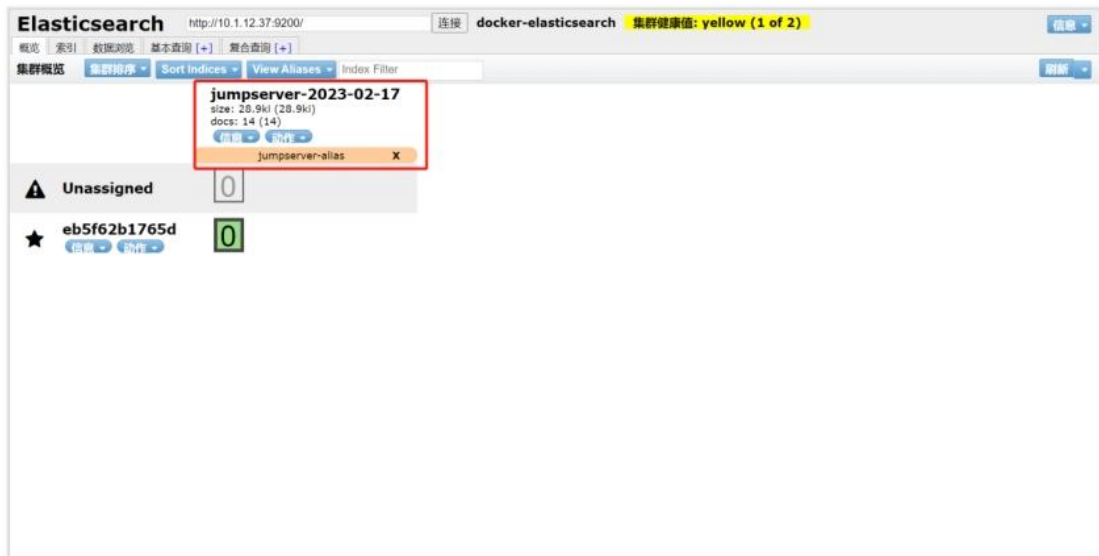 Elasticsearch http://10.1.12.37:9200/ 连接 docker-elasticsearch 集群健康值: yellow (1 of 2) 信息
概览 索引 数据浏览 基本查询 [+] 复合查询 [+]
集群概览 集群排序 Sort Indices View Aliases Index Filter 刷新
jumpserver-2023-02-17
size: 28.9ki (28.9ki)
docs: 14 (14)
信息 动作
jumpserver-alias X
Unassigned 0
eb5f62b1765d 0
信息 动作